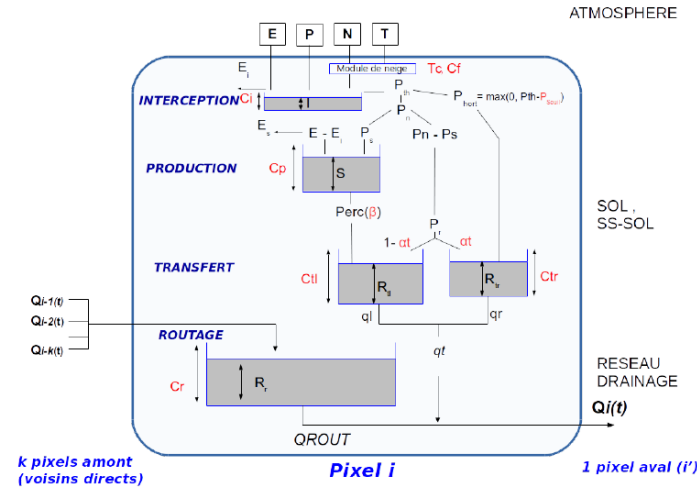 ATMOSPHERE
E P N T
Module de neige
Tc, Cf
Ei
INTERCEPTION
Ci
I
Pth
Phort = max(0, Pth-Pseuil)
Pn
Es
E - Ei
Ps
Pn - Ps
PRODUCTION
Cp
S
Perc(β)
Pr
SOL ,
SS-SOL
1- αt
αt
TRANSFERT
Ctl
Rtr
Ctr
Qi-1(t)
Qi-2(t)
Qi-k(t)
ql
qr
ROUTAGE
qt
Cr
Rr
RESEAU
DRAINAGE
Qi(t)
QROUT
k pixels amont
(voisins directs)
Pixel i
1 pixel aval (i')